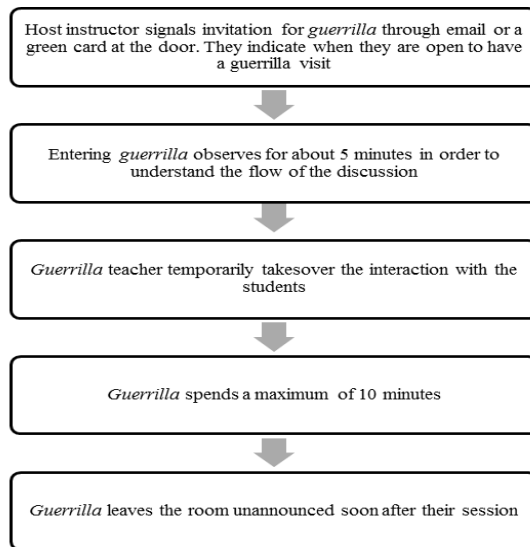 Host instructor signals invitation for guerrilla through email or a
green card at the door. They indicate when they are open to have
a guerrilla visit
Entering guerrilla observes for about 5 minutes in order to
understand the flow of the discussion
Guerrilla teacher temporarily takesover the interaction with the
students
Guerrilla spends a maximum of 10 minutes
Guerrilla leaves the room unannounced soon after their session